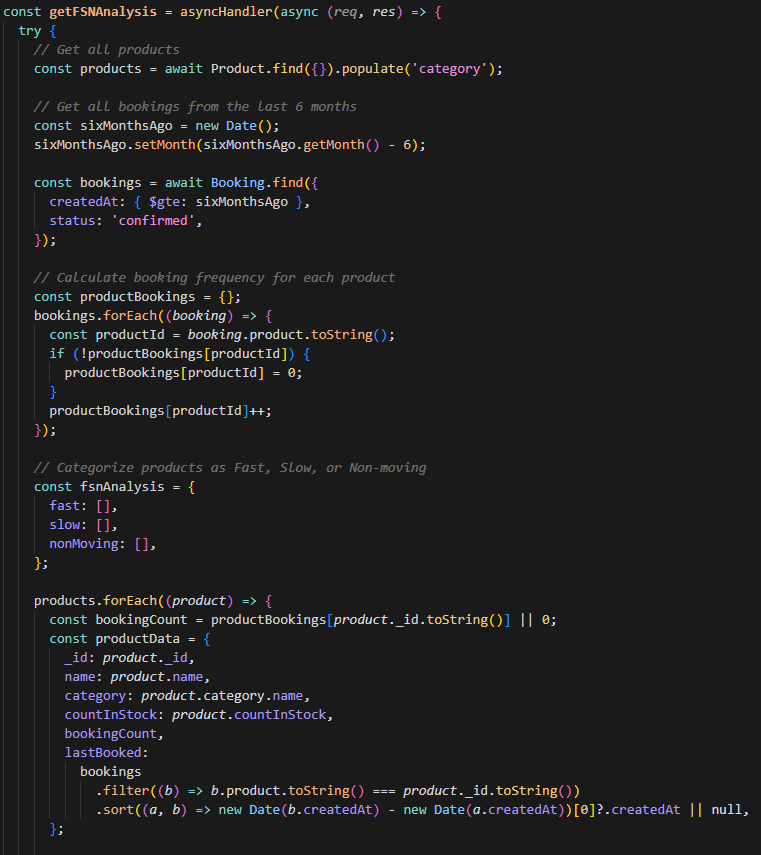 const getFSNAnalysis = asyncHandler(async (req, res) => {
  try {
    // Get all products
    const products = await Product.find({}).populate('category');

    // Get all bookings from the last 6 months
    const sixMonthsAgo = new Date();
    sixMonthsAgo.setMonth(sixMonthsAgo.getMonth() - 6);

    const bookings = await Booking.find({
      createdAt: { $gte: sixMonthsAgo },
      status: 'confirmed',
    });

    // Calculate booking frequency for each product
    const productBookings = {};
    bookings.forEach((booking) => {
      const productId = booking.product.toString();
      if (!productBookings[productId]) {
        productBookings[productId] = 0;
      }
      productBookings[productId]++;
    });

    // Categorize products as Fast, Slow, or Non-moving
    const fsnAnalysis = {
      fast: [],
      slow: [],
      nonMoving: [],
    };

    products.forEach((product) => {
      const bookingCount = productBookings[product._id.toString()] || 0;
      const productData = {
        _id: product._id,
        name: product.name,
        category: product.category.name,
        countInStock: product.countInStock,
        bookingCount,
        lastBooked:
          bookings
            .filter((b) => b.product.toString() === product._id.toString())
            .sort((a, b) => new Date(b.createdAt) - new Date(a.createdAt))[0]?.createdAt || null,
      };